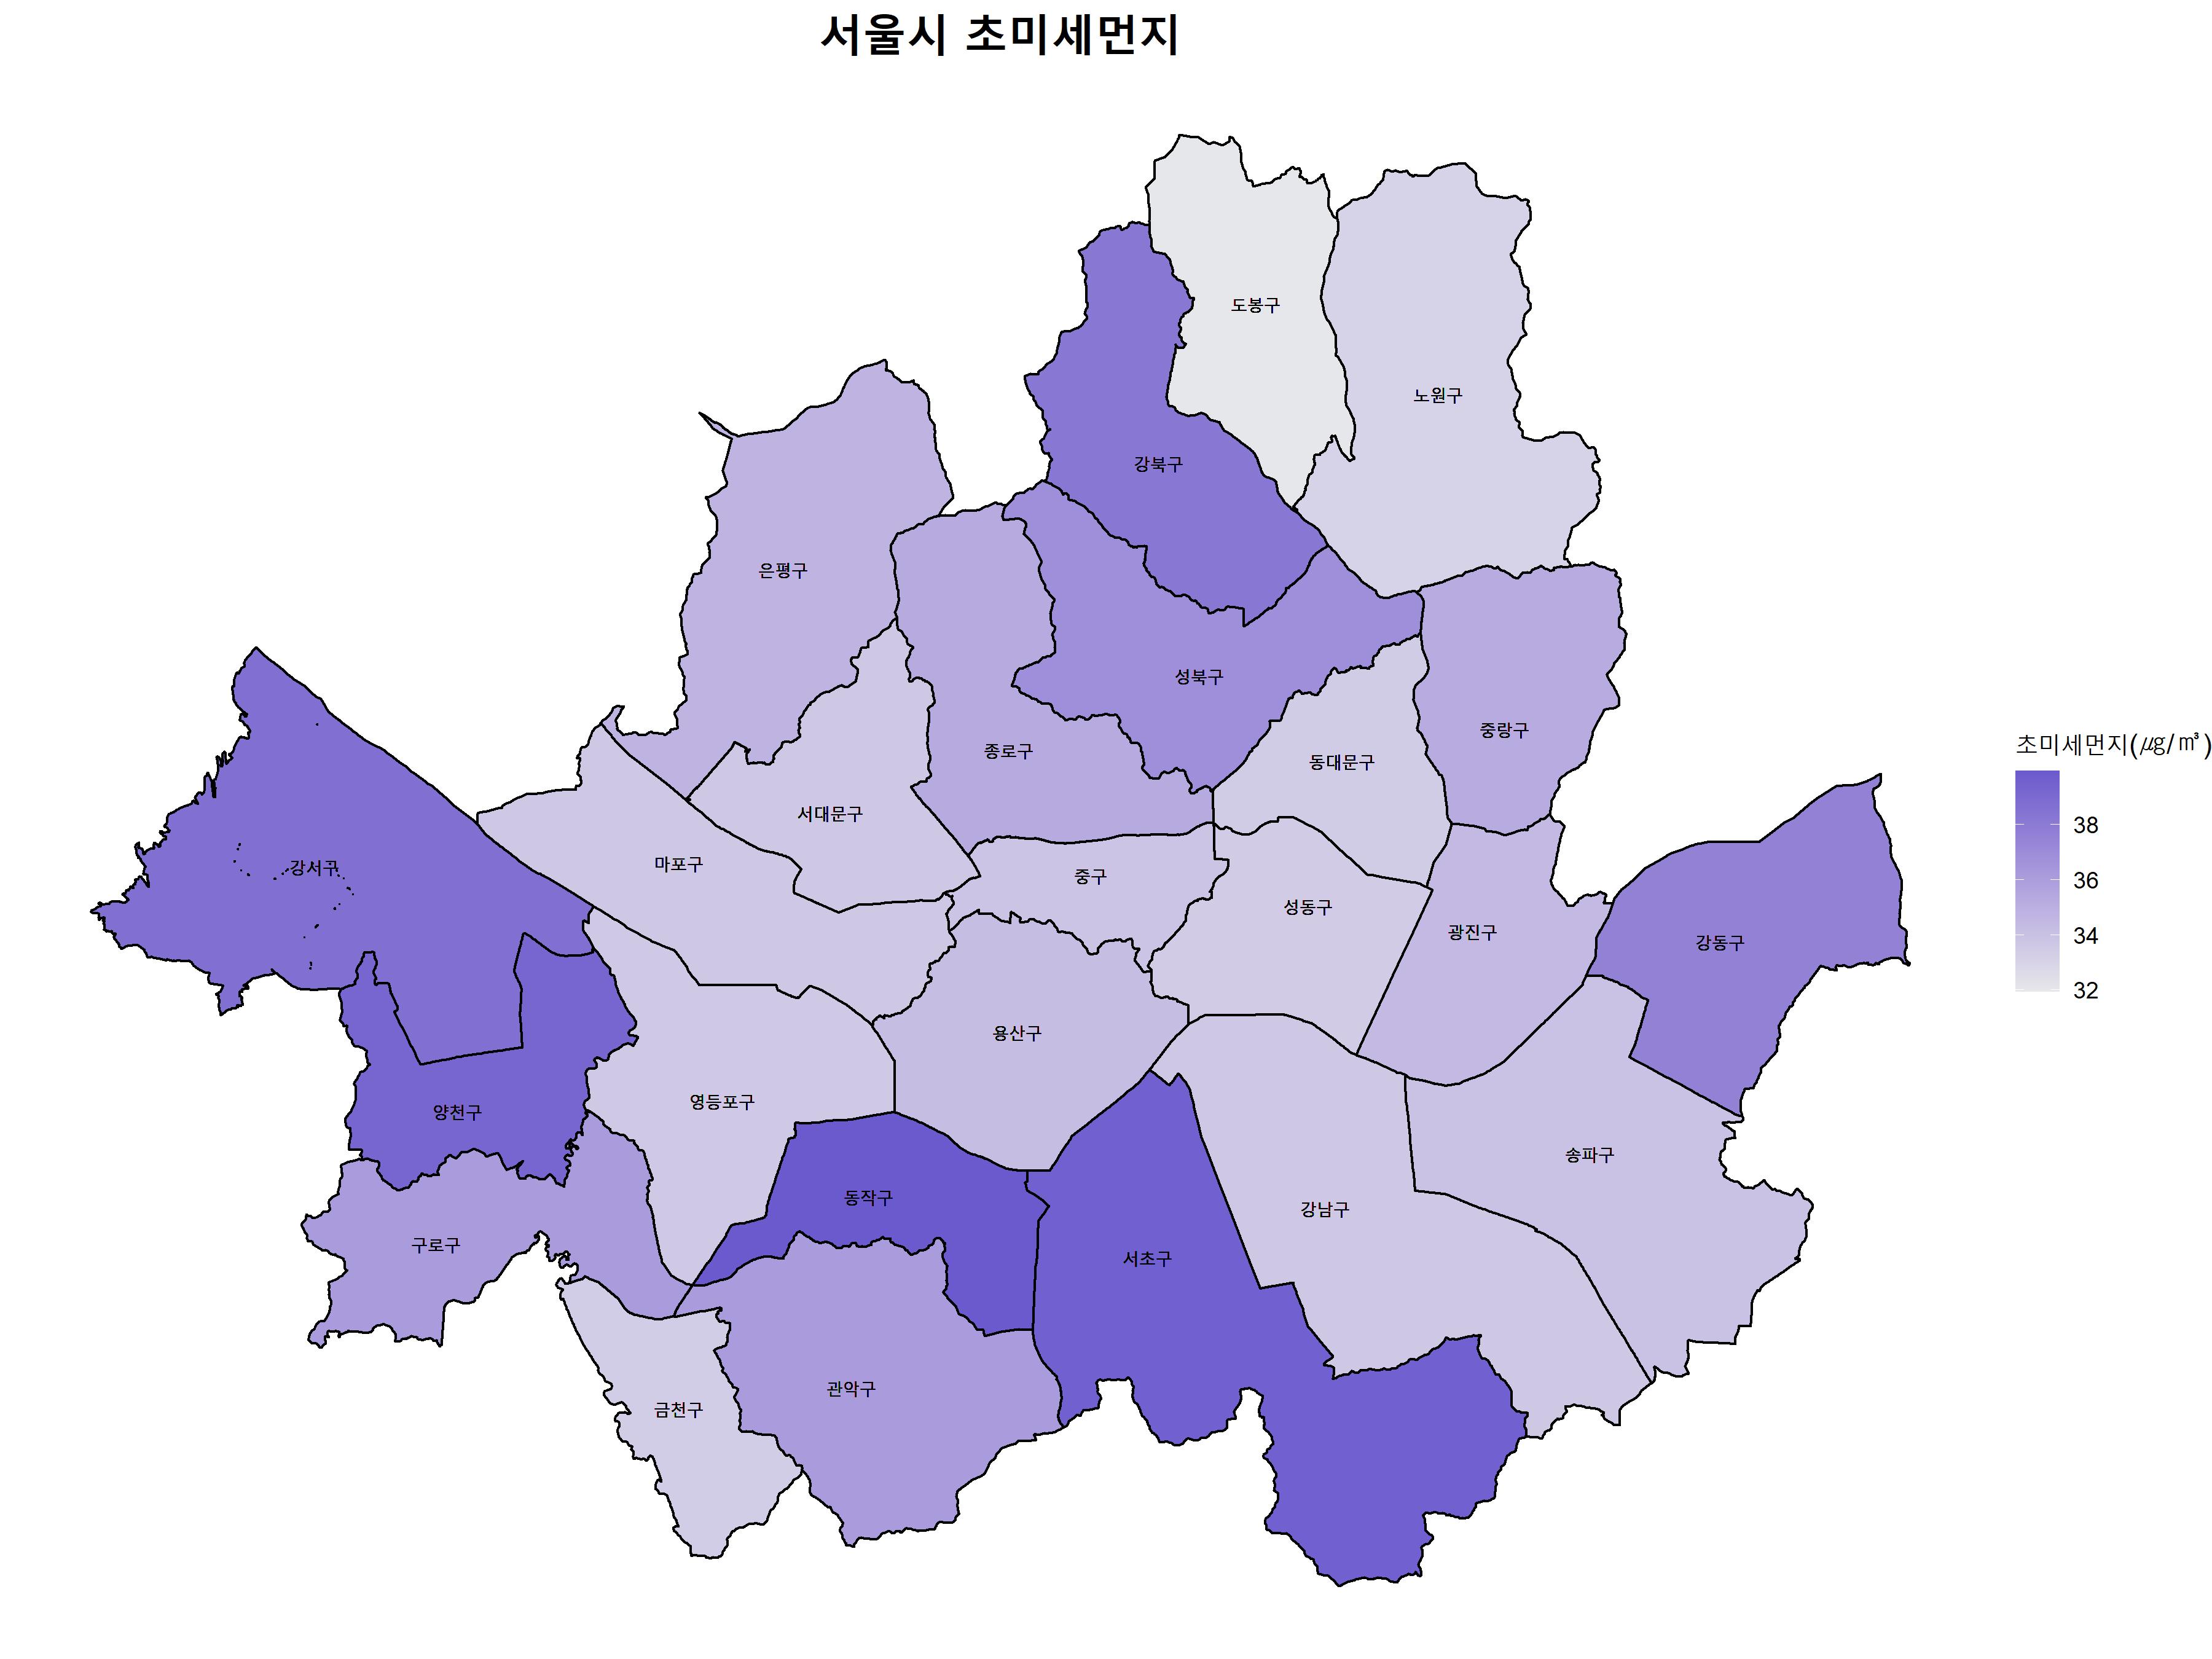 서울시 초미세먼지
도봉구
노원구
강북구
은평구
성북구
중랑구
종로구
동대문구
서대문구
마포구
강서구
중구
성동구
광진구
강동구
용산구
영등포구
양천구
송파구
동작구
강남구
구로구
서초구
관악구
금천구
초미세먼지(㎍/㎥)
38
36
34
32